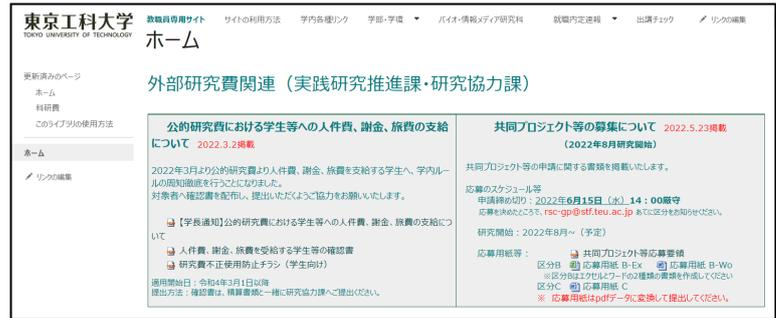 東京工科大学
TOKYO UNIVERSITY OF TECHNOLOGY
教職員専用サイト サイトの利用方法 学内各種リンク 学部・学環 バイオ・情報メディア研究科 就職内定速報 出講チェック リンクの編集
ホーム
更新済みのページ
ホーム
科研費
このライブラリの使用方法
ホーム
リンクの編集
外部研究費関連（実践研究推進課・研究協力課）
公的研究費における学生等への人件費、謝金、旅費の支給
について 2022.3.2掲載
2022年3月より公的研究費より人件費、謝金、旅費を支給する学生へ、学内ルー
ルの周知徹底を行うことになりました。
対象者へ確認書を配布し、提出いただくようご協力をお願いいたします。
【学長通知】公的研究費における学生等への人件費、謝金、旅費の支給につ
いて
人件費、謝金、旅費を受給する学生等の確認書
研究費不正使用防止チラシ（学生向け）
適用開始日：令和4年3月1日以降
提出方法：確認書は、精算書類と一緒に研究協力課へご提出ください。
共同プロジェクト等の募集について 2022.5.23掲載
（2022年8月研究開始）
共同プロジェクト等の申請に関する書類を掲載いたします。
応募のスケジュール等
申請締め切り：2022年6月15日（水）14：00厳守
応募を決めたところで、rsc-gp@stf.teu.ac.jp あてに区分をお知らせください。
研究開始：2022年8月～（予定）
応募用紙等： 共同プロジェクト等応募要領
区分B 応募用紙 B-Ex 応募用紙 B-Wo
※区分Bはエクセルとワードの2種類の書類を作成してください
区分C 応募用紙 C
※ 応募用紙はpdfデータに変換して提出してください。